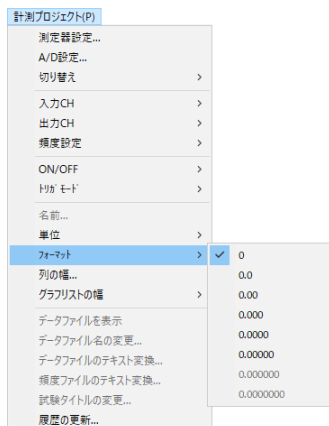 計測プロジェクト(P)
測定器設定...
A/D設定...
切り替え
入力CH
出力CH
頻度設定
ON/OFF
ﾄﾘｶﾞﾓｰﾄﾞ
名前...
単位
ﾌｫｰﾏｯﾄ
列の幅...
グラフリストの幅
データファイルを表示
データファイル名の変更...
データファイルのテキスト変換...
頻度ファイルのテキスト変換...
試験タイトルの変更...
履歴の更新...
0
0.0
0.00
0.000
0.0000
0.00000
0.000000
0.0000000